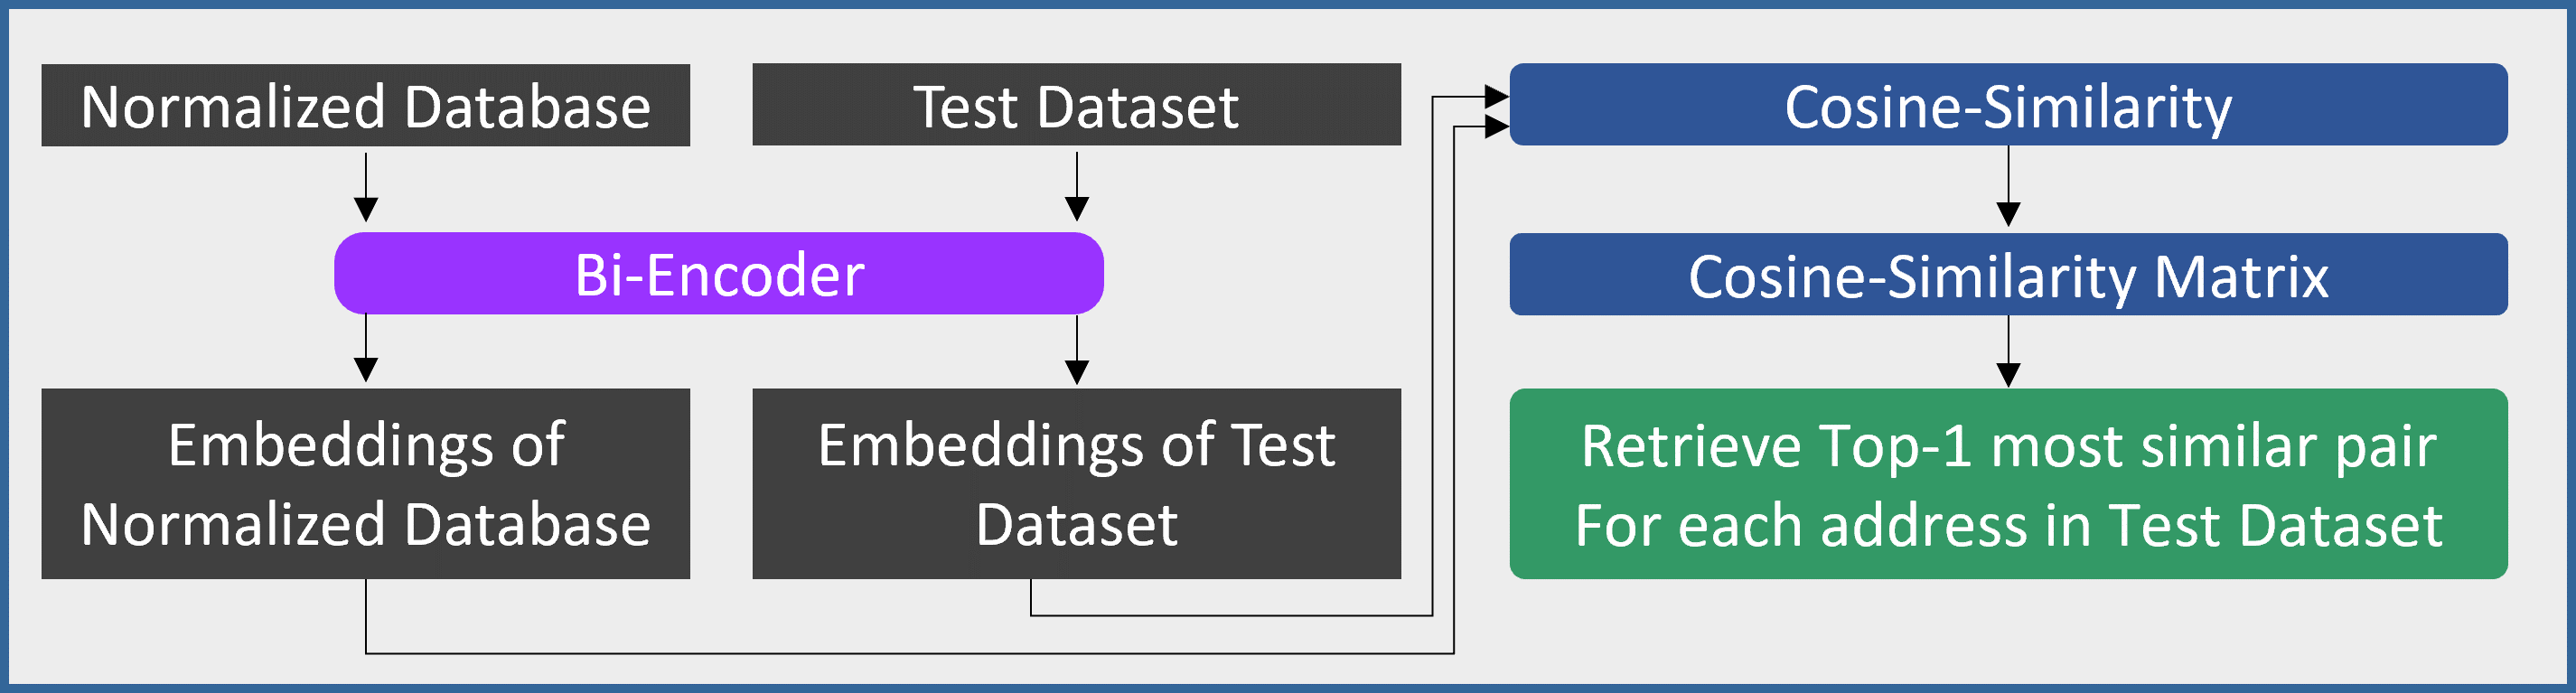 Normalized Database
Test Dataset
Bi-Encoder
Embeddings of
Normalized Database
Embeddings of Test
Dataset
Cosine-Similarity
Cosine-Similarity Matrix
Retrieve Top-1 most similar pair
For each address in Test Dataset